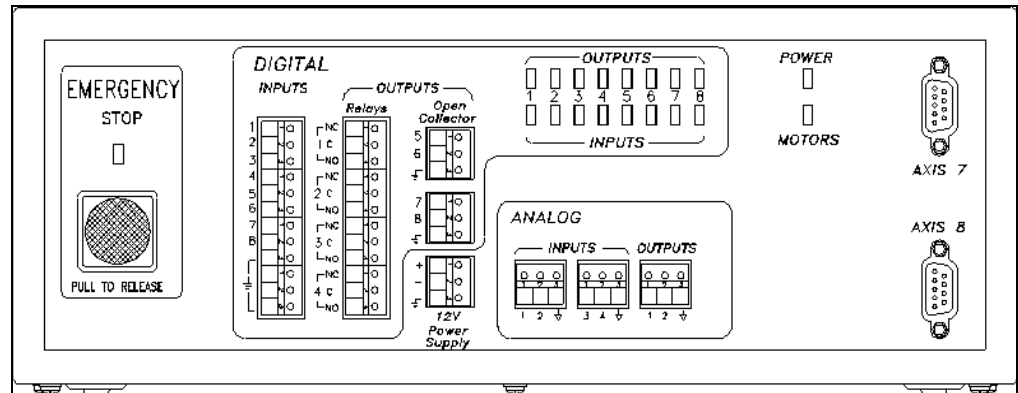 EMERGENCY
STOP
PULL TO RELEASE
DIGITAL
INPUTS
1
2
3
4
5
6
7
8
OUTPUTS
Relays
NC
1 C
NO
NC
2 C
NO
NC
3 C
NO
NC
4 C
NO
Open
Collector
5
6
7
8
+
-
12V
Power
Supply
OUTPUTS
1 2 3 4 5 6 7 8
INPUTS
POWER
MOTORS
ANALOG
INPUTS OUTPUTS
1 2 3 4 1 2
AXIS 7
AXIS 8